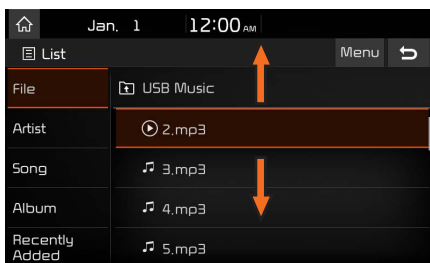 Jan. 1 12:00 AM
List Menu
File
USB Music
Artist
2.mp3
Song
3.mp3
Album
4.mp3
Recently
Added
5.mp3